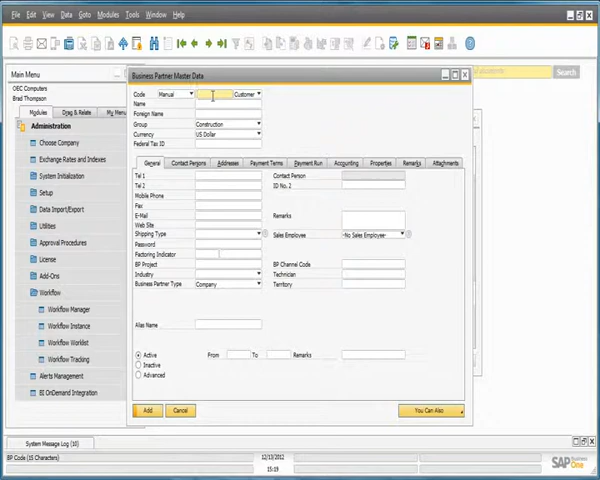 File Edit View Data Goto Modules Tools Window Help
Main Menu
OEC Computers
Brad Thompson
Modules Drag & Relate My Menu
Administration
Choose Company
Exchange Rates and Indexes
System Initialization
Setup
Data Import/Export
Utilities
Approval Procedures
License
Add-Ons
Workflow
Workflow Manager
Workflow Instance
Workflow Worklist
Workflow Tracking
Alerts Management
BI OnDemand Integration
Search
Business Partner Master Data
Code Manual Customer
Name
Foreign Name
Group Construction
Currency US Dollar
Federal Tax ID
General Contact Persons Addresses Payment Terms Payment Run Accounting Properties Remarks Attachments
Tel 1 Contact Person
Tel 2 ID No. 2
Mobile Phone
Fax
E-Mail Remarks
Web Site
Shipping Type Sales Employee -No Sales Employee-
Password
Factoring Indicator
BP Project BP Channel Code
Industry Technician
Business Partner Type Company Territory
Alias Name
Active From To Remarks
Inactive
Advanced
Add Cancel You Can Also
System Message Log (10)
BP Code (15 Characters) 12/13/2012
15:19
SAP Business One